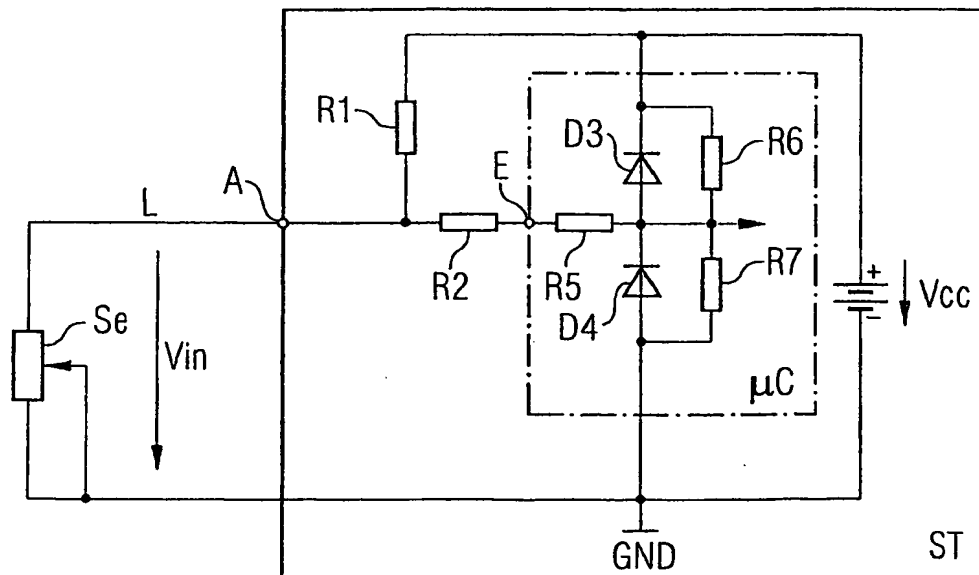 R1
D3
R6
E
A
L
R2
R5
R7
D4
+
Vcc
−
Se
Vin
μC
GND
ST